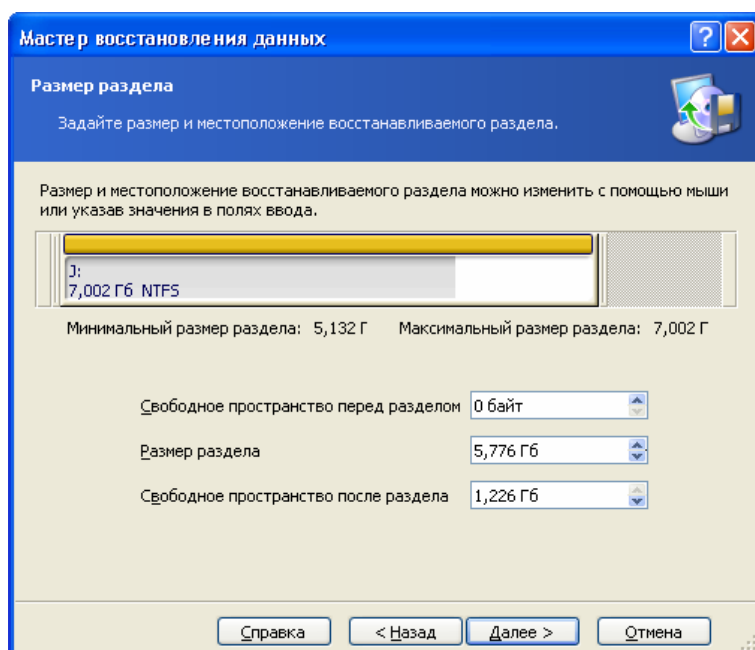 Мастер восстановления данных
Размер раздела
Задайте размер и местоположение восстанавливаемого раздела.
Размер и местоположение восстанавливаемого раздела можно изменить с помощью мыши
или указав значения в полях ввода.
J:
7,002 Гб NTFS
Минимальный размер раздела: 5,132 Г Максимальный размер раздела: 7,002 Г
Свободное пространство перед разделом 0 байт
Размер раздела 5,776 Гб
Свободное пространство после раздела 1,226 Гб
Справка < Назад Далее > Отмена